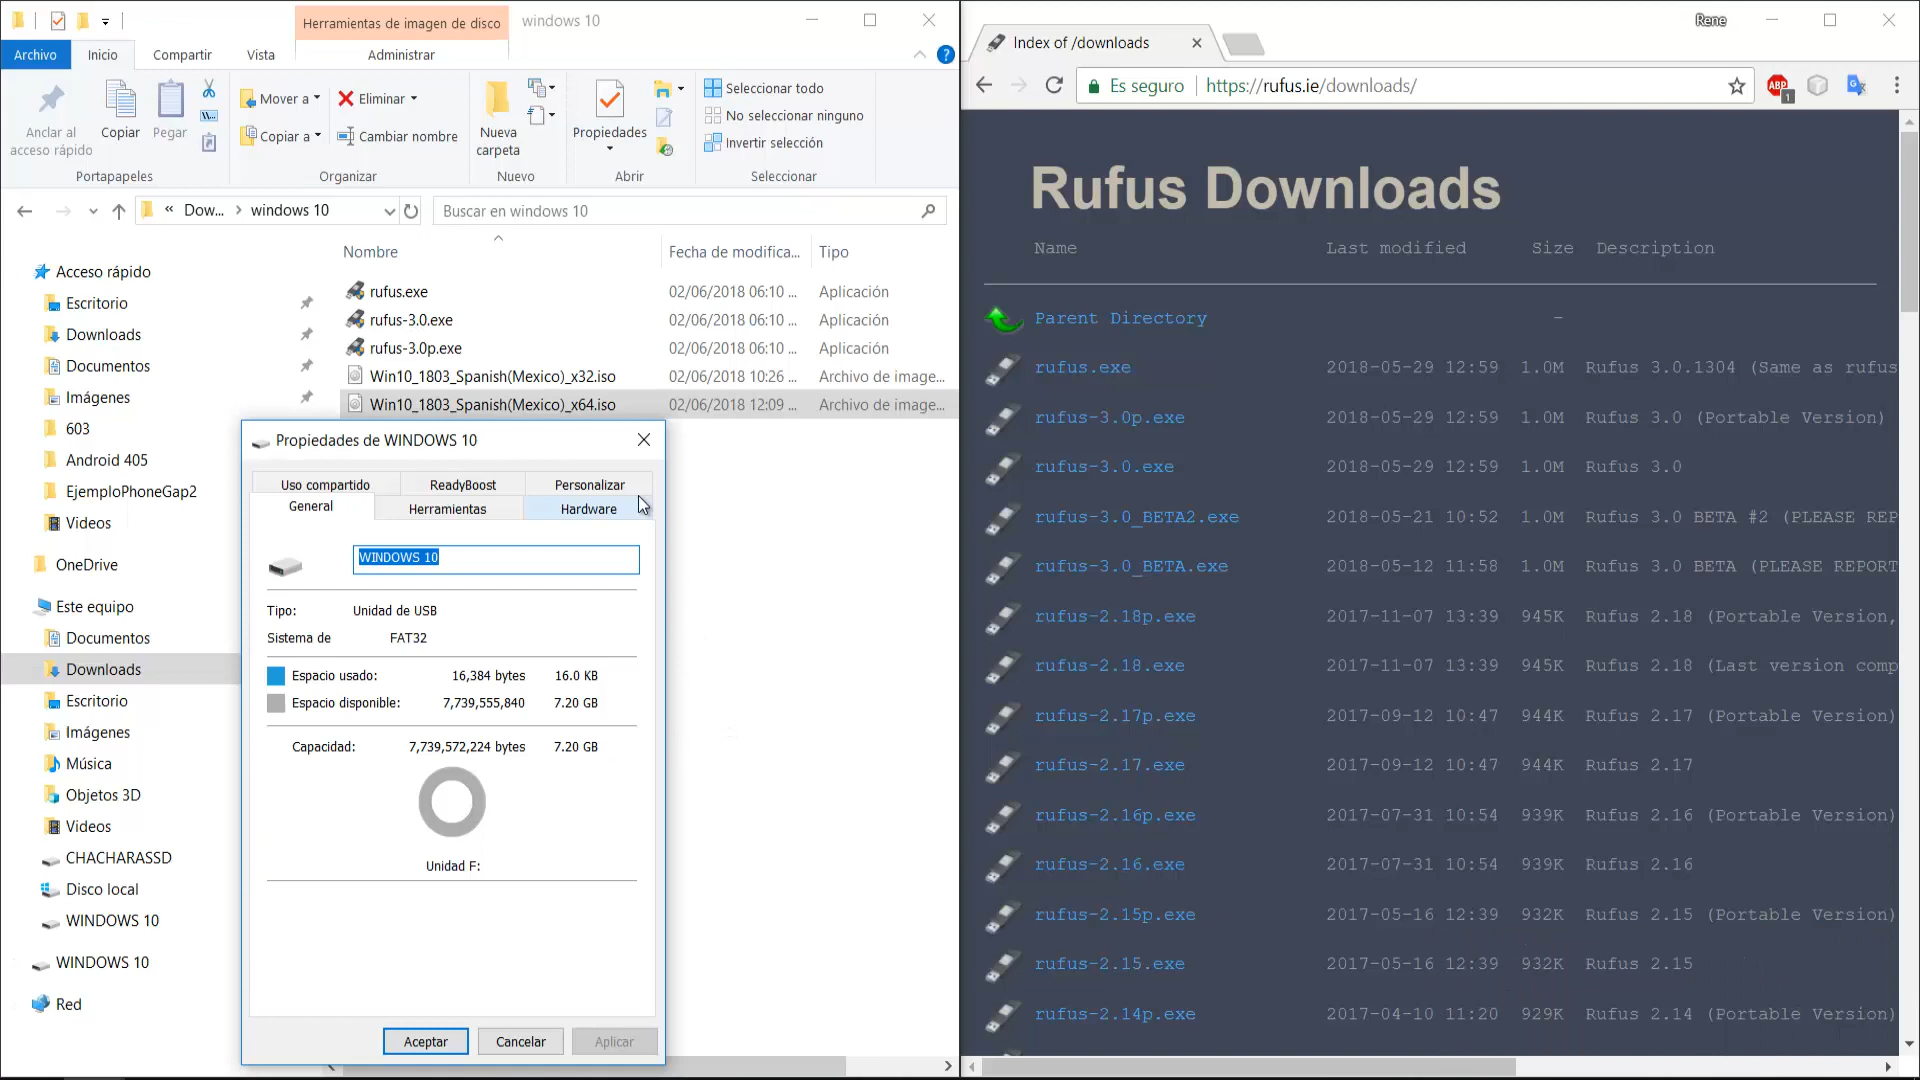 Herramientas de imagen de disco
windows 10
Archivo
Inicio
Compartir
Vista
Administrar
Anclar al
acceso rápido
Copiar
Pegar
Portapapeles
Mover a
Copiar a
Eliminar
Cambiar nombre
Organizar
Nueva
carpeta
Nuevo
Propiedades
Abrir
Seleccionar todo
No seleccionar ninguno
Invertir selección
Seleccionar
« Dow... > windows 10
Buscar en windows 10
Nombre Fecha de modifica... Tipo
rufus.exe 02/06/2018 06:10 ... Aplicación
rufus-3.0.exe 02/06/2018 06:10 ... Aplicación
rufus-3.0p.exe 02/06/2018 06:10 ... Aplicación
Win10_1803_Spanish(Mexico)_x32.iso 02/06/2018 10:26 ... Archivo de image...
Win10_1803_Spanish(Mexico)_x64.iso 02/06/2018 12:09 ... Archivo de image...
Acceso rápido
Escritorio
Downloads
Documentos
Imágenes
603
Android 405
EjemploPhoneGap2
Videos
OneDrive
Este equipo
Documentos
Downloads
Escritorio
Imágenes
Música
Objetos 3D
Videos
CHACHARASSD
Disco local
WINDOWS 10
WINDOWS 10
Red
Propiedades de WINDOWS 10
Uso compartido ReadyBoost Personalizar
General Herramientas Hardware
WINDOWS 10
Tipo: Unidad de USB
Sistema de FAT32
Espacio usado: 16,384 bytes 16.0 KB
Espacio disponible: 7,739,555,840 7.20 GB
Capacidad: 7,739,572,224 bytes 7.20 GB
Unidad F:
Aceptar Cancelar Aplicar
Rene
Index of /downloads
Es seguro https://rufus.ie/downloads/
ABP
1
Rufus Downloads
Name Last modified Size Description
Parent Directory -
rufus.exe 2018-05-29 12:59 1.0M Rufus 3.0.1304 (Same as rufus
rufus-3.0p.exe 2018-05-29 12:59 1.0M Rufus 3.0 (Portable Version)
rufus-3.0.exe 2018-05-29 12:59 1.0M Rufus 3.0
rufus-3.0_BETA2.exe 2018-05-21 10:52 1.0M Rufus 3.0 BETA #2 (PLEASE REP
rufus-3.0_BETA.exe 2018-05-12 11:58 1.0M Rufus 3.0 BETA (PLEASE REPORT
rufus-2.18p.exe 2017-11-07 13:39 945K Rufus 2.18 (Portable Version,
rufus-2.18.exe 2017-11-07 13:39 945K Rufus 2.18 (Last version comp
rufus-2.17p.exe 2017-09-12 10:47 944K Rufus 2.17 (Portable Version)
rufus-2.17.exe 2017-09-12 10:47 944K Rufus 2.17
rufus-2.16p.exe 2017-07-31 10:54 939K Rufus 2.16 (Portable Version)
rufus-2.16.exe 2017-07-31 10:54 939K Rufus 2.16
rufus-2.15p.exe 2017-05-16 12:39 932K Rufus 2.15 (Portable Version)
rufus-2.15.exe 2017-05-16 12:39 932K Rufus 2.15
rufus-2.14p.exe 2017-04-10 11:20 929K Rufus 2.14 (Portable Version)